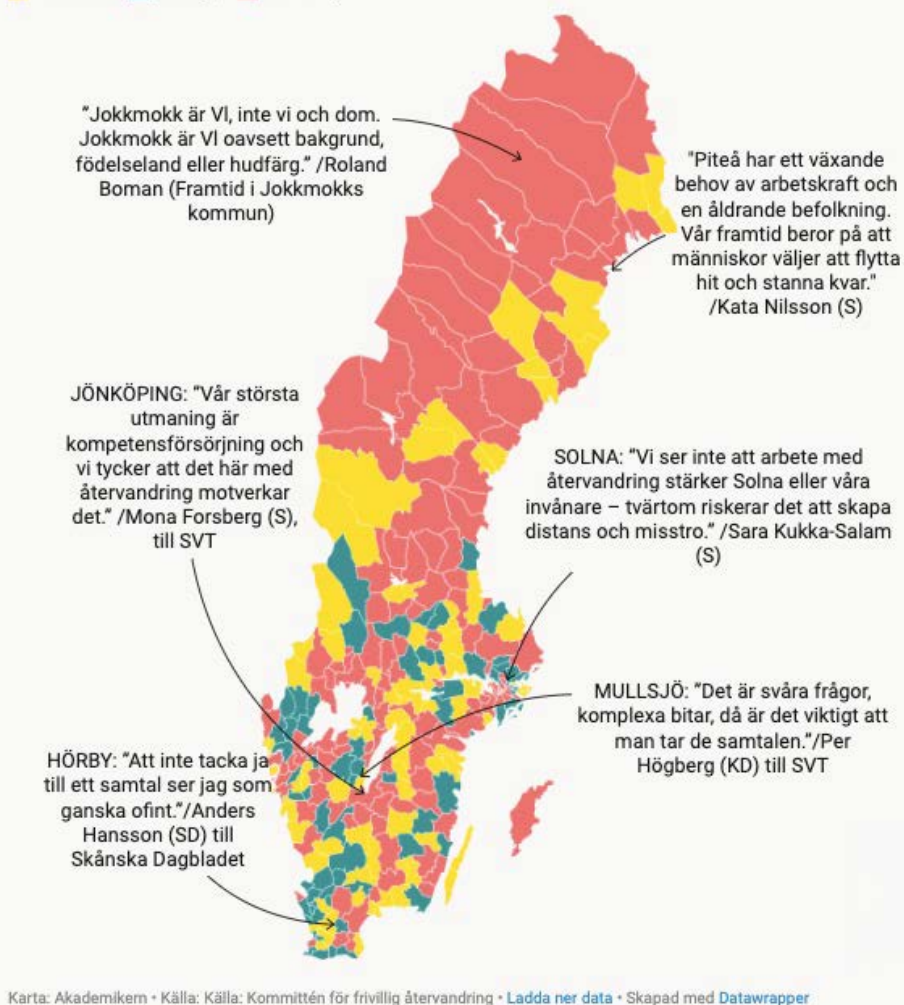 "Jokkmokk är VI, inte vi och dom.
Jokkmokk är VI oavsett bakgrund,
födelseland eller hudfärg." /Roland
Boman (Framtid i Jokkmokks
kommun)
"Piteå har ett växande
behov av arbetskraft och
en åldrande befolkning.
Vår framtid beror på att
människor väljer att flytta
hit och stanna kvar."
/Kata Nilsson (S)
JÖNKÖPING: "Vår största
utmaning är
kompetensförsörjning och
vi tycker att det här med
återvandring motverkar
det." /Mona Forsberg (S),
till SVT
SOLNA: "Vi ser inte att arbete med
återvandring stärker Solna eller våra
invånare – tvärtom riskerar det att skapa
distans och misstro." /Sara Kukka-Salam
(S)
MULLSJÖ: "Det är svåra frågor,
komplexa bitar, då är det viktigt att
man tar de samtalen."/Per
Högberg (KD) till SVT
HÖRBY: "Att inte tacka ja
till ett samtal ser jag som
ganska ofint."/Anders
Hansson (SD) till
Skånska Dagbladet
Karta: Akademikern • Källa: Källa: Kommittén för frivillig återvandring • Ladda ner data • Skapad med Datawrapper